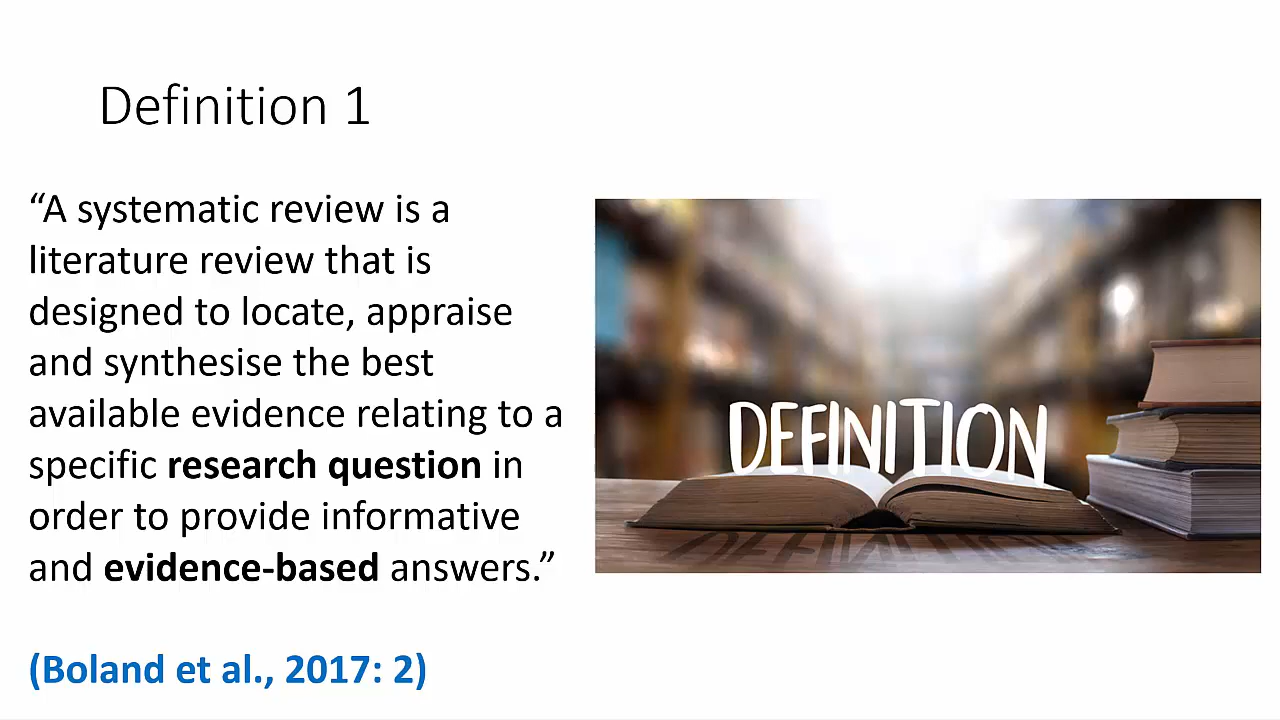 Definition 1
“A systematic review is a
literature review that is
designed to locate, appraise
and synthesise the best
available evidence relating to a
specific research question in
order to provide informative
and evidence-based answers.”
(Boland et al., 2017: 2)
DEFINITION